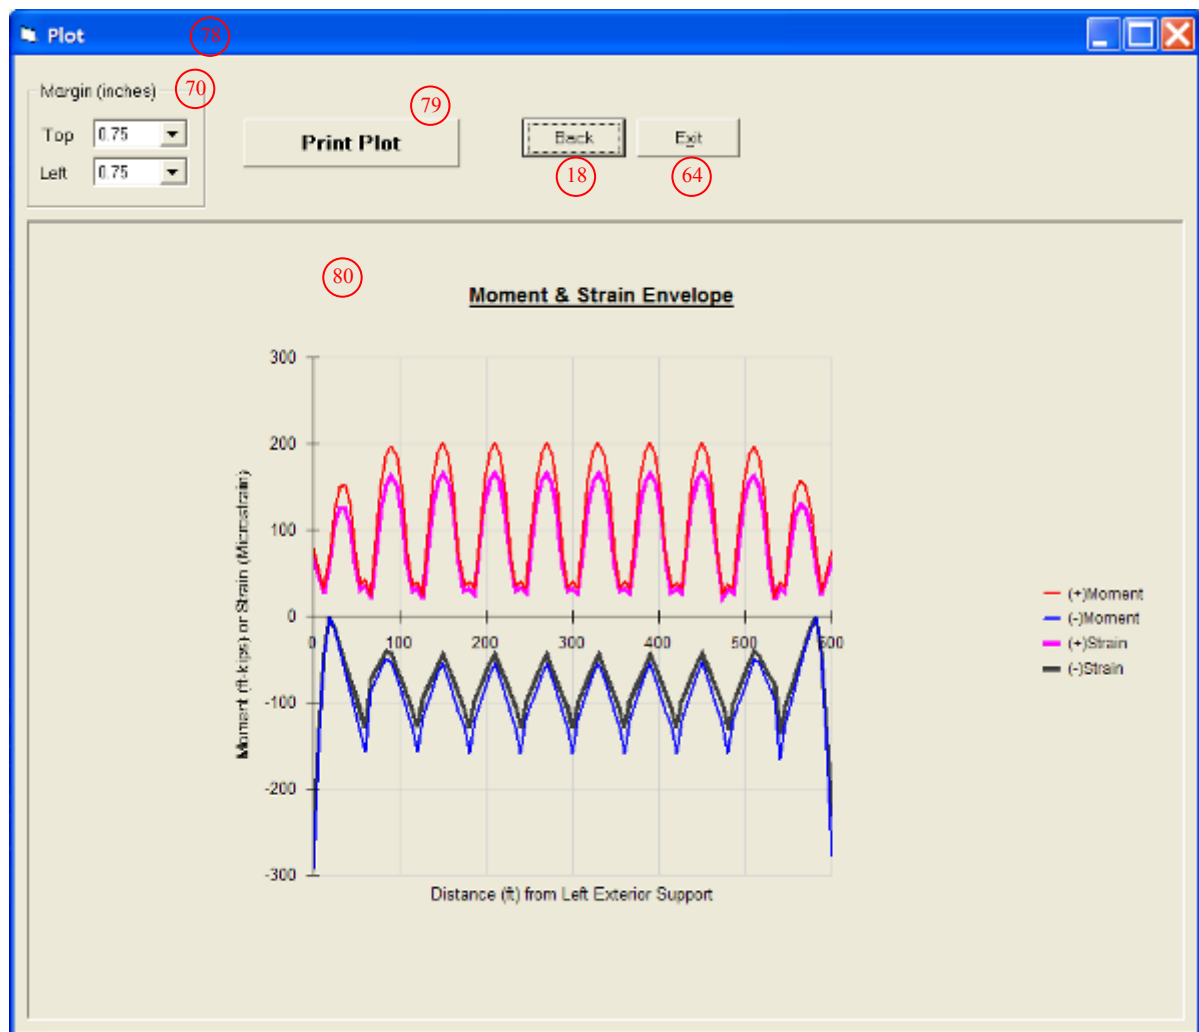 Plot
78
Margin (inches)
70
Top 0.75
Left 0.75
79
Print Plot
Back
Exit
18
64
80
Moment & Strain Envelope
300
200
100
0
-100
-200
-300
0 100 200 300 400 500 600
Moment (ft-kips) or Strain (Microstrain)
Distance (ft) from Left Exterior Support
(+)Moment
(-)Moment
(+)Strain
(-)Strain